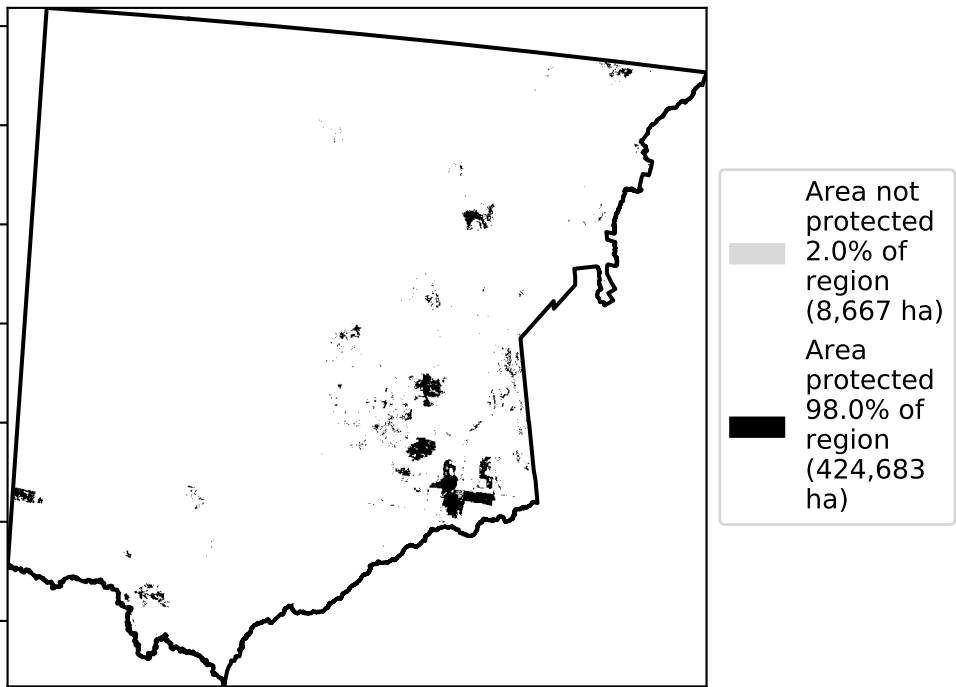 Area not
protected
2.0% of
region
(8,667 ha)
Area
protected
98.0% of
region
(424,683
ha)